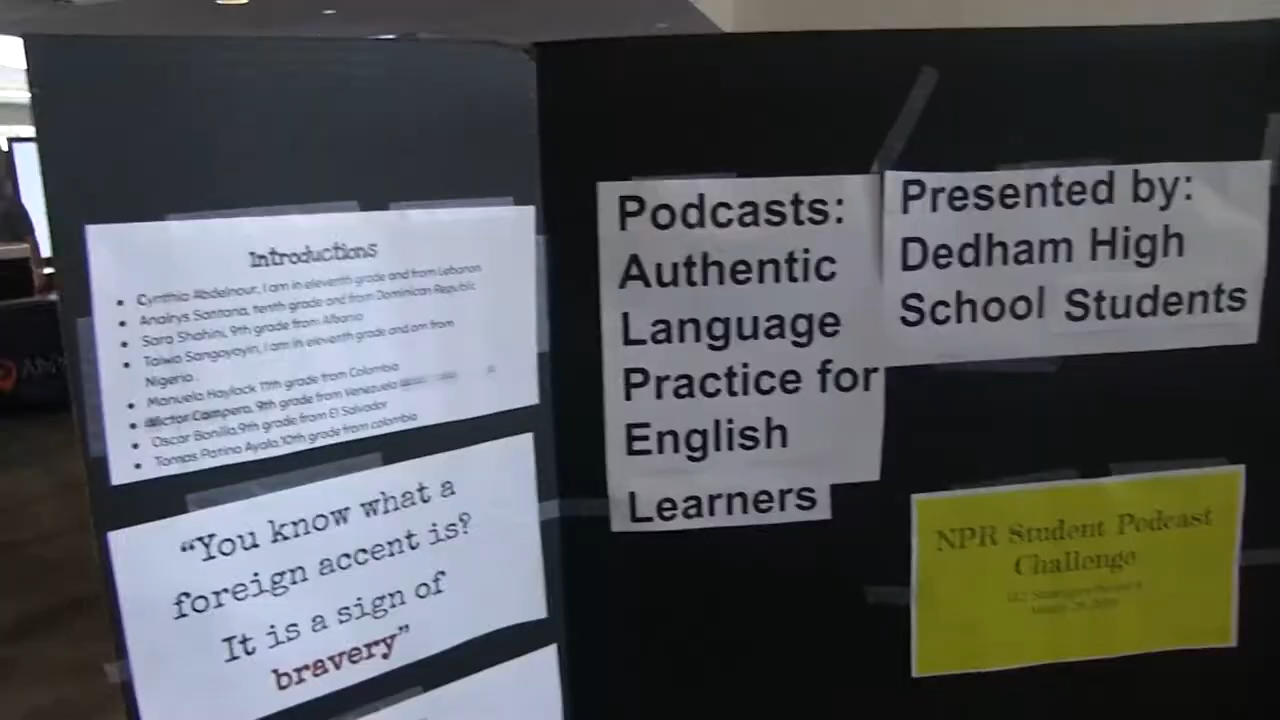 Introductions
Cynthia Abdelnour, I am in eleventh grade and from Lebanon
Anairys Santana, tenth grade and from Dominican Republic
Sara Shahini, 9th grade from Albania
Taiwo Sangoyoyin, I am in eleventh grade and am from
Nigeria.
Manuela Haylock 11th grade from Colombia
Victor Campero, 9th grade from Venezuela
Oscar Bonilla 9th grade from El Salvador
Tomas Patino Ayala 10th grade from colombia
“You know what a
foreign accent is?
It is a sign of
bravery”
Podcasts:
Authentic
Language
Practice for
English
Learners
Presented by:
Dedham High
School Students
NPR Student Podcast
Challenge